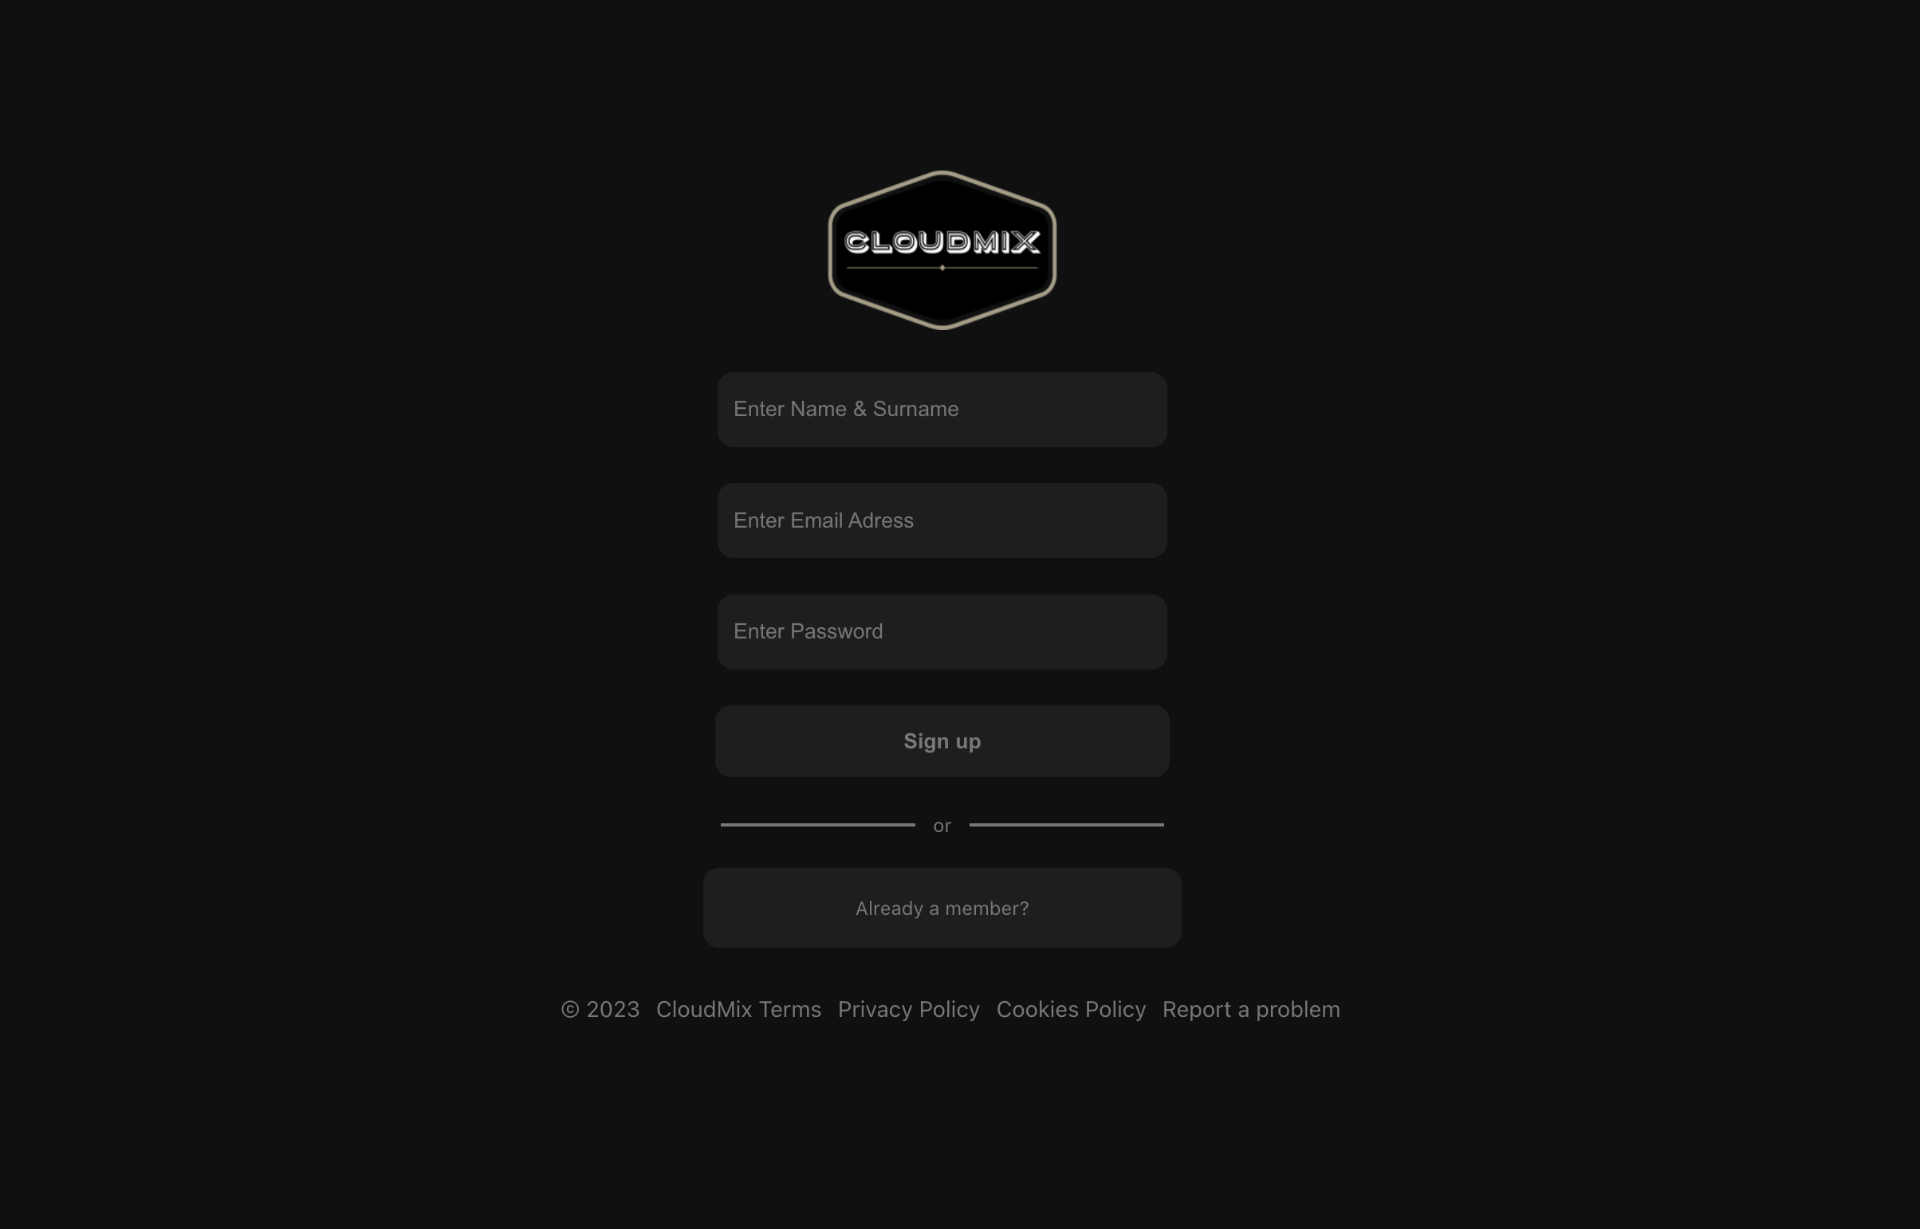 CLOUDMIX
Enter Name & Surname
Enter Email Adress
Enter Password
Sign up
or
Already a member?
© 2023 CloudMix Terms Privacy Policy Cookies Policy Report a problem